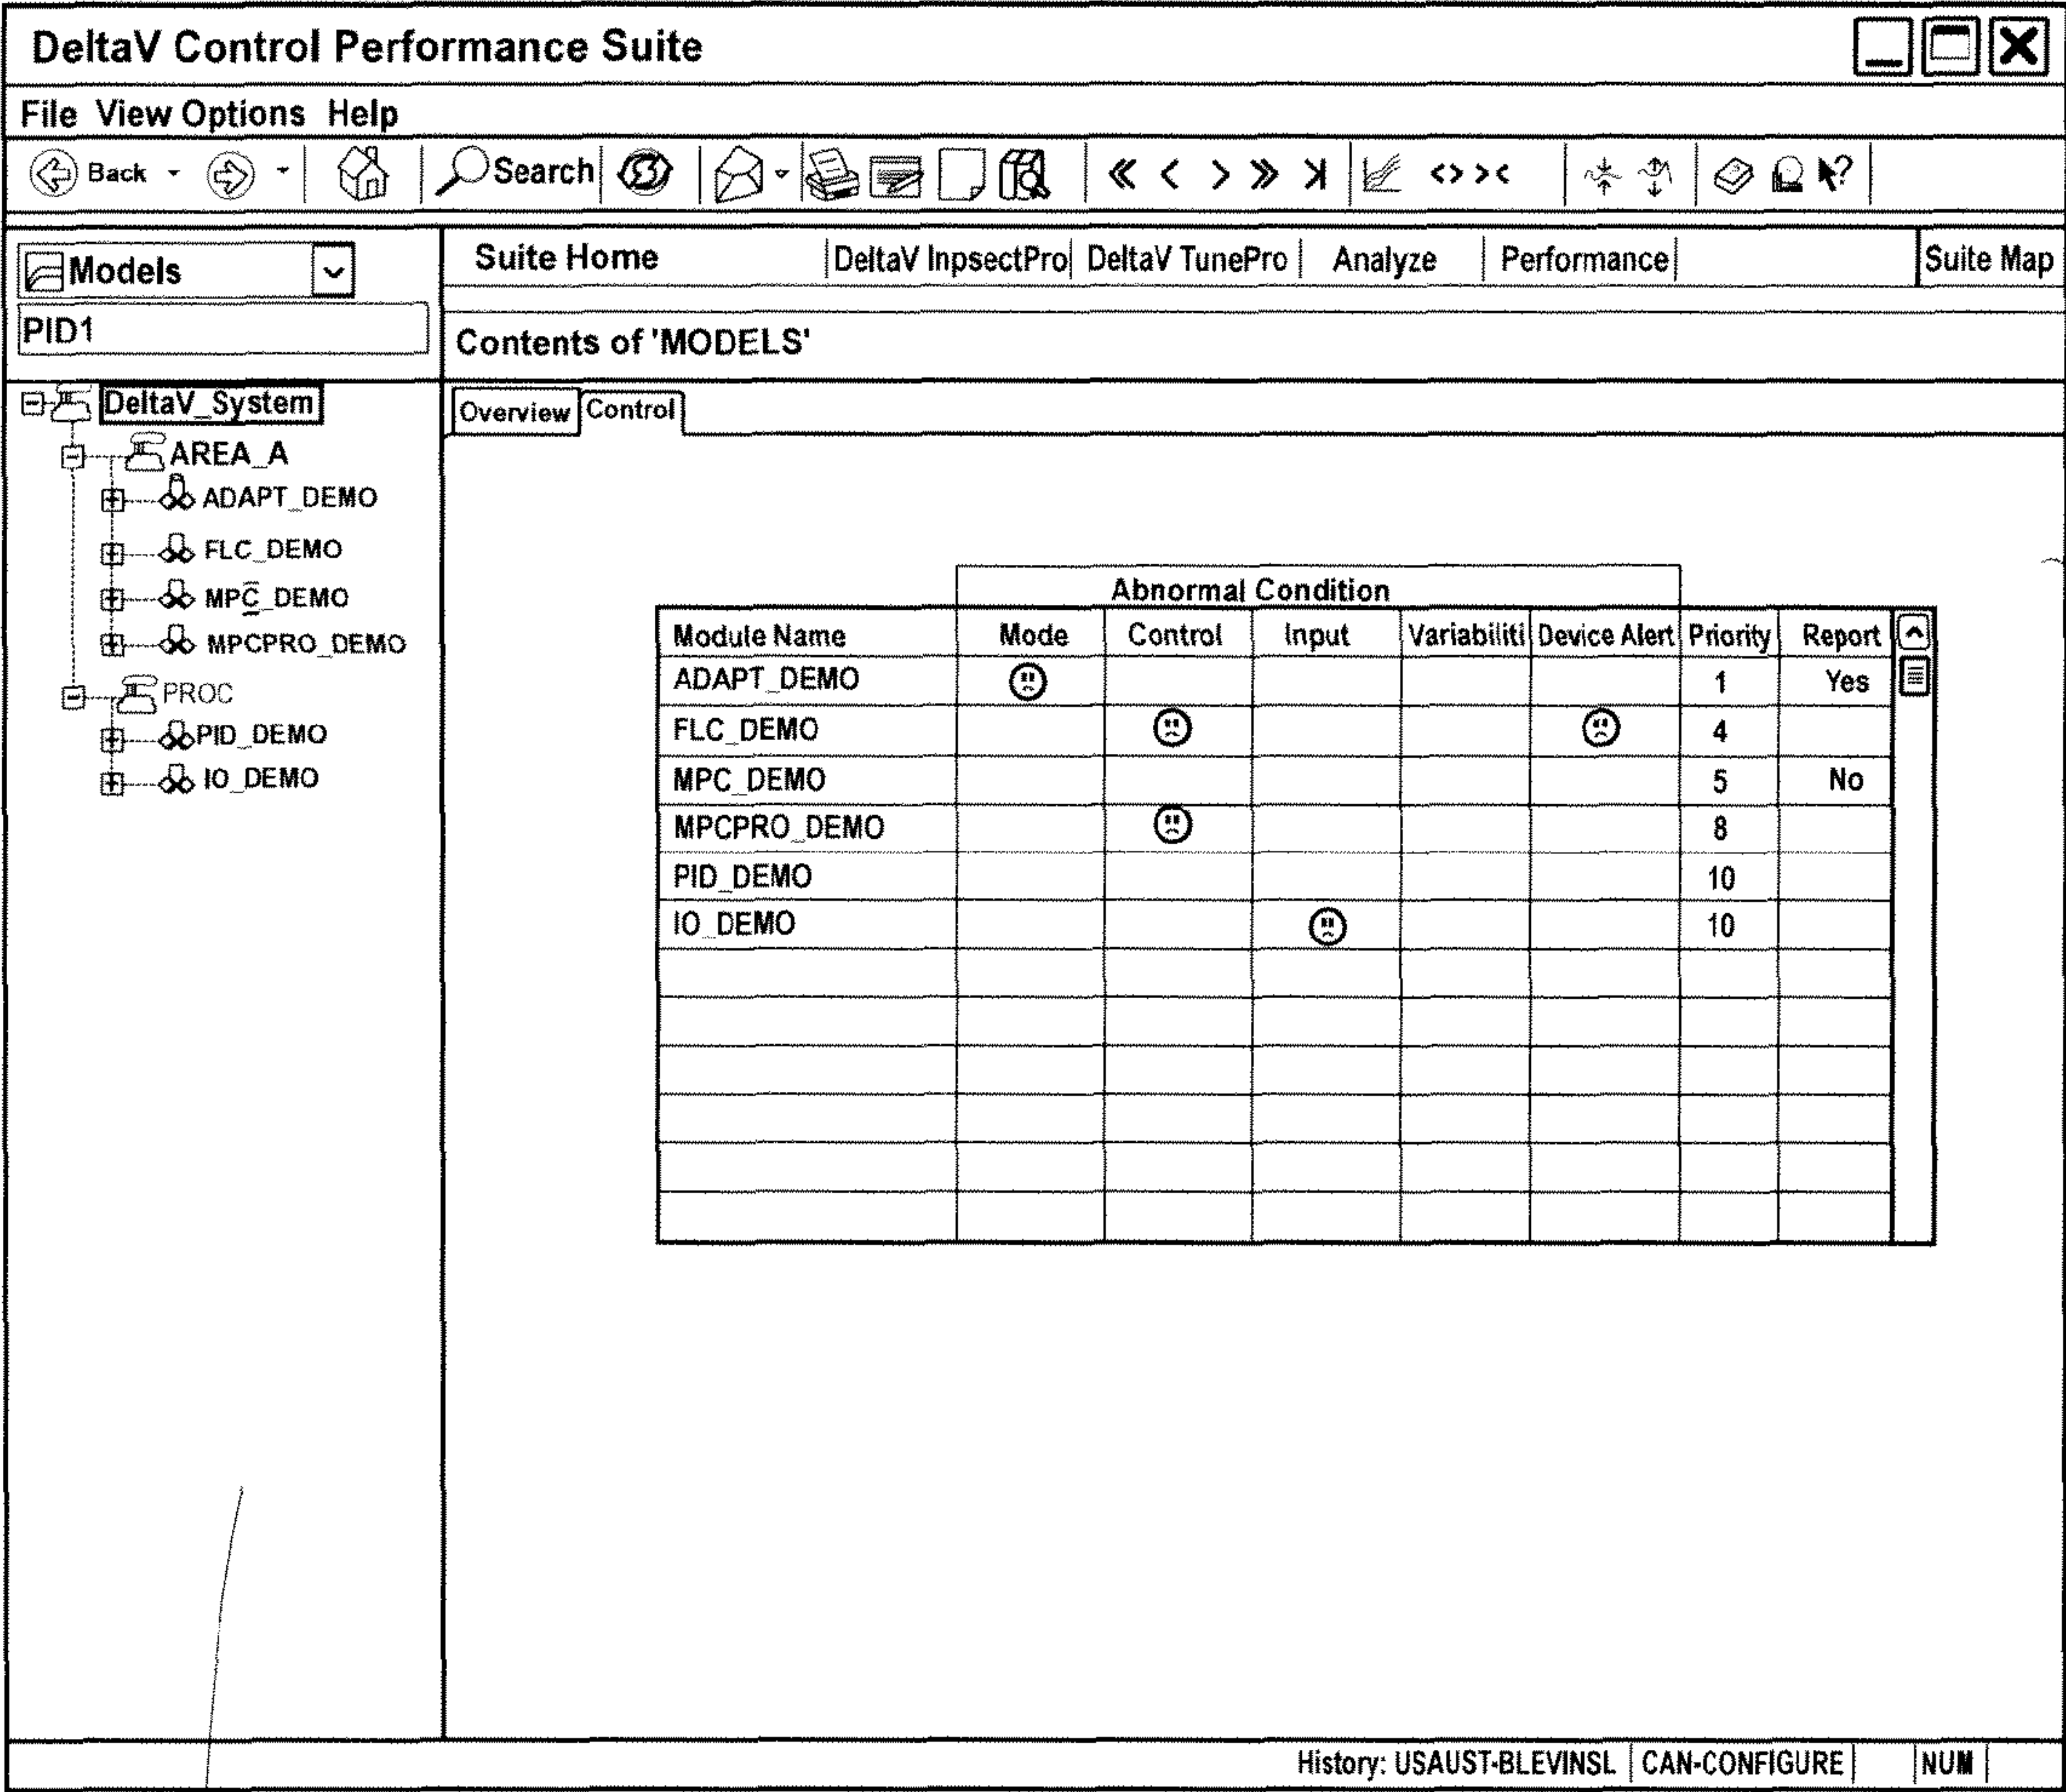 DeltaV Control Performance Suite
File View Options Help
Back Search
Models
PID1
Suite Home DeltaV InpsectPro DeltaV TunePro Analyze Performance Suite Map
Contents of 'MODELS'
DeltaV_System
AREA_A
ADAPT_DEMO
FLC_DEMO
MPC_DEMO
MPCPRO_DEMO
PROC
PID_DEMO
IO_DEMO
Overview Control
Abnormal Condition
Module Name Mode Control Input Variabiliti Device Alert Priority Report
ADAPT_DEMO 1 Yes
FLC_DEMO 4
MPC_DEMO 5 No
MPCPRO_DEMO 8
PID_DEMO 10
IO_DEMO 10
History: USAUST-BLEVINSL CAN-CONFIGURE NUM